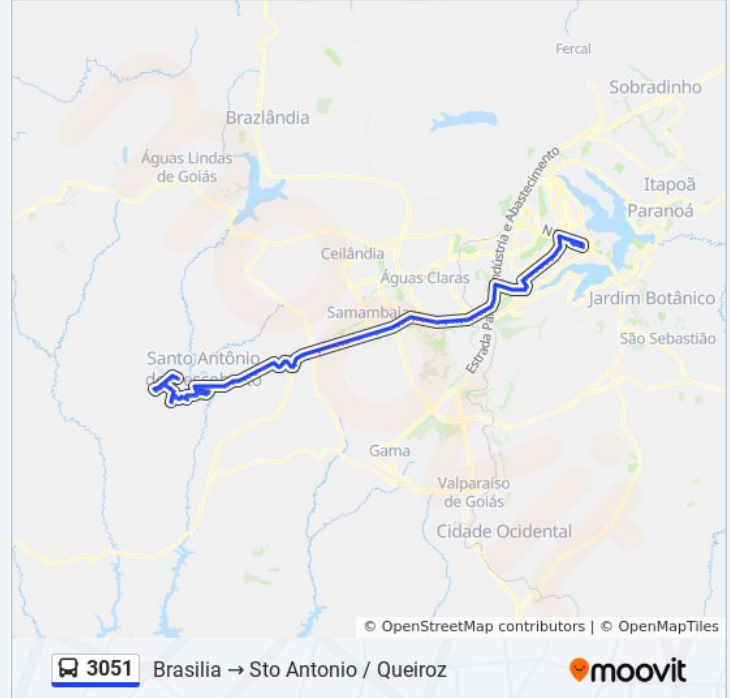 Fercal
Sobradinho
Brazlândia
Águas Lindas
de Goiás
Itapoã
Paranoá
N
Ceilândia
Águas Claras
Jardim Botânico
Samambaia
São Sebastião
Estrada
Indústria e Abastecimento
Santo Antônio
Gama
Valparaíso
de Goiás
Cidade Ocidental
© OpenStreetMap contributors | © OpenMapTiles
3051 Brasilia → Sto Antonio / Queiroz
moovit